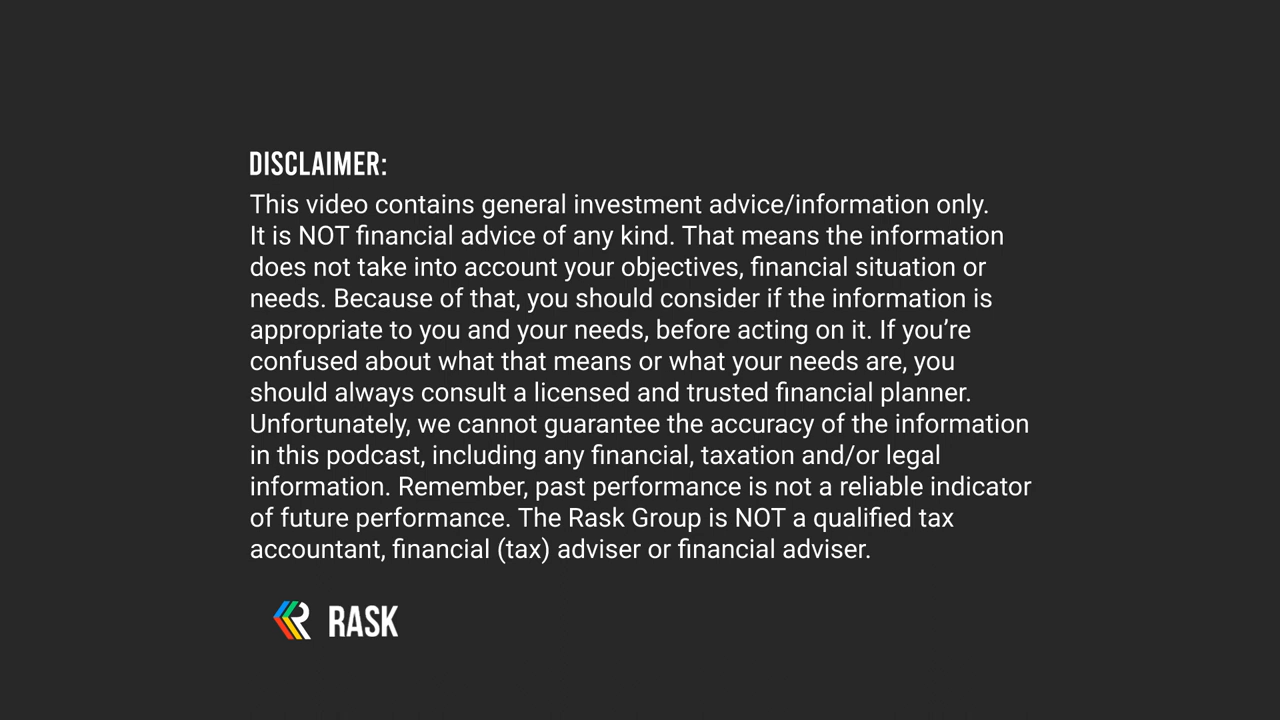 DISCLAIMER:
This video contains general investment advice/information only.
It is NOT financial advice of any kind. That means the information
does not take into account your objectives, financial situation or
needs. Because of that, you should consider if the information is
appropriate to you and your needs, before acting on it. If you’re
confused about what that means or what your needs are, you
should always consult a licensed and trusted financial planner.
Unfortunately, we cannot guarantee the accuracy of the information
in this podcast, including any financial, taxation and/or legal
information. Remember, past performance is not a reliable indicator
of future performance. The Rask Group is NOT a qualified tax
accountant, financial (tax) adviser or financial adviser.
RASK